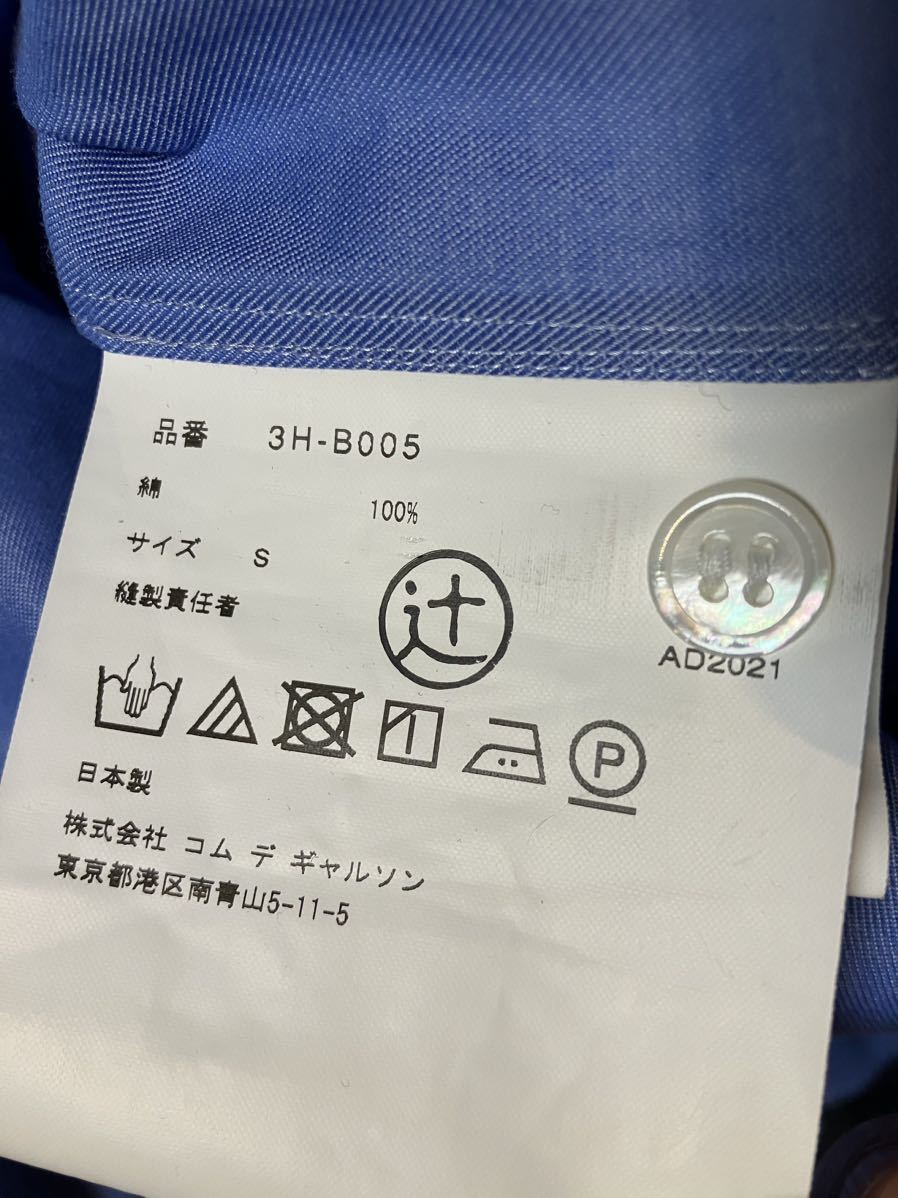 品番 3H-B005
綿 100%
サイズ S
縫製責任者 辻
AD2021
P
日本製
株式会社 コム デ ギャルソン
東京都港区南青山5-11-5